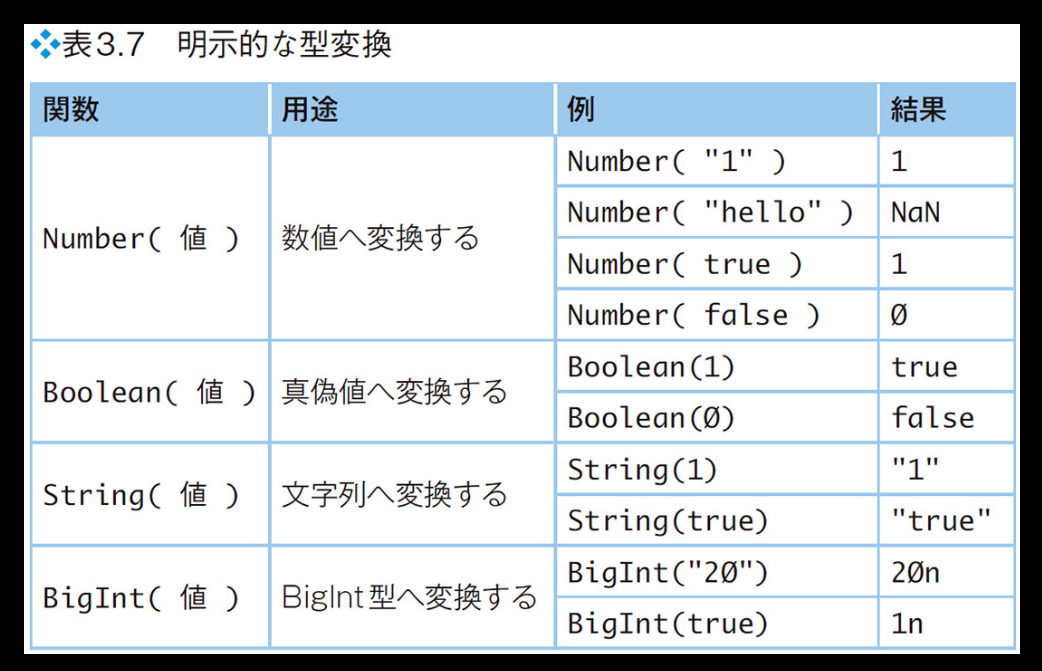 表3.7 明示的な型変換
関数 用途 例 結果
Number( 値 ) 数値へ変換する Number( "1" ) 1
Number( "hello" ) NaN
Number( true ) 1
Number( false ) 0
Boolean( 値 ) 真偽値へ変換する Boolean(1) true
Boolean(0) false
String( 値 ) 文字列へ変換する String(1) "1"
String(true) "true"
BigInt( 値 ) BigInt型へ変換する BigInt("20") 20n
BigInt(true) 1n